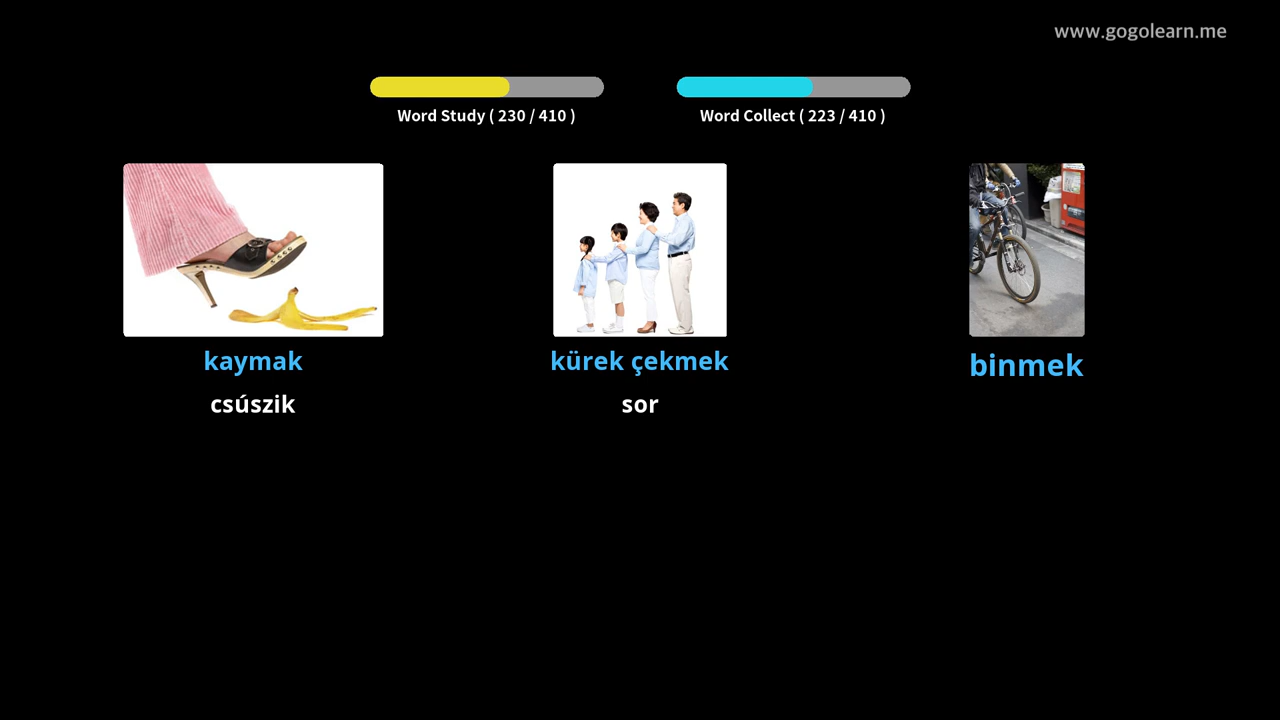 www.gogolearn.me
Word Study ( 230 / 410 )
Word Collect ( 223 / 410 )
kaymak
kürek çekmek
binmek
csúszik
sor